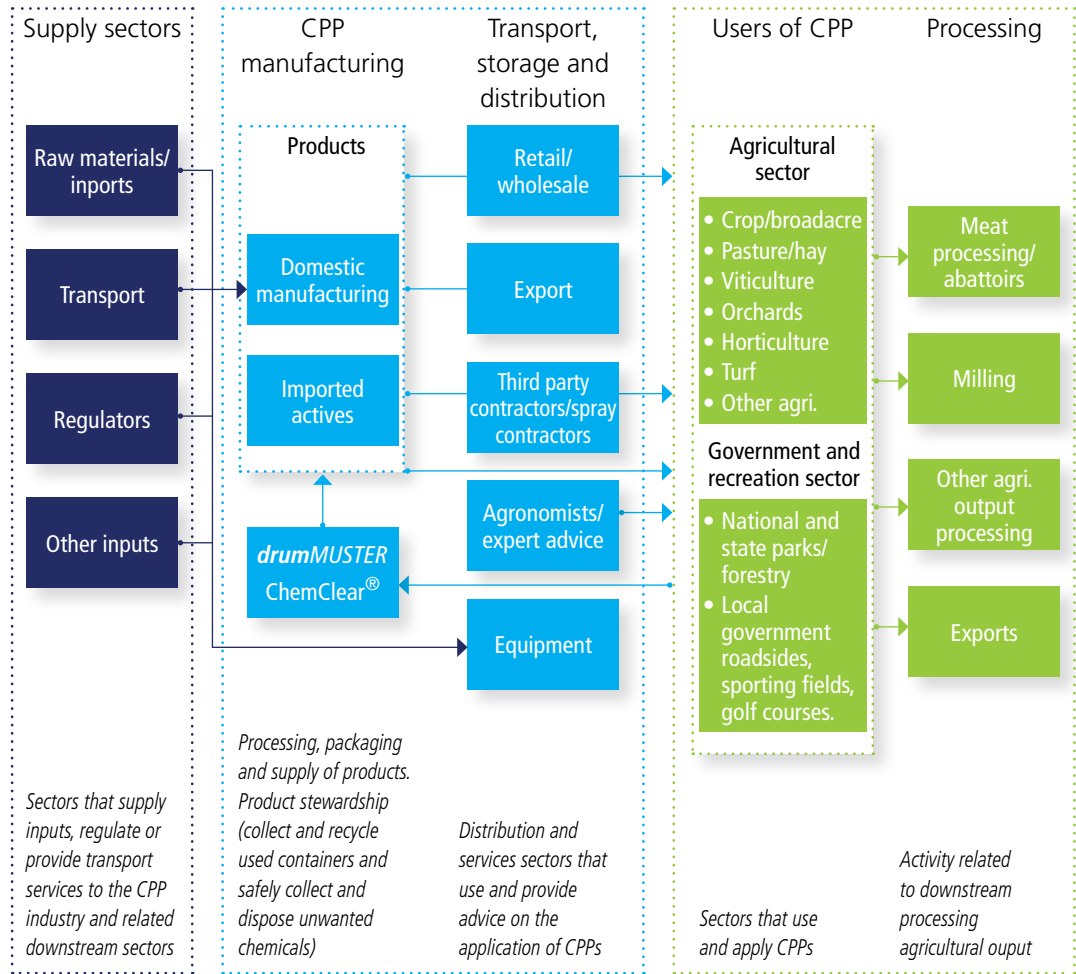 Supply sectors
Raw materials/
inports
Transport
Regulators
Other inputs
Sectors that supply
inputs, regulate or
provide transport
services to the CPP
industry and related
downstream sectors
CPP
manufacturing
Products
Domestic
manufacturing
Imported
actives
drumMUSTER
ChemClear®
Processing, packaging
and supply of products.
Product stewardship
(collect and recycle
used containers and
safely collect and
dispose unwanted
chemicals)
Transport,
storage and
distribution
Retail/
wholesale
Export
Third party
contractors/spray
contractors
Agronomists/
expert advice
Equipment
Distribution and
services sectors that
use and provide
advice on the
application of CPPs
Users of CPP
Agricultural
sector
• Crop/broadacre
• Pasture/hay
• Viticulture
• Orchards
• Horticulture
• Turf
• Other agri.
Government and
recreation sector
• National and
state parks/
forestry
• Local
government
roadsides,
sporting fields,
golf courses.
Sectors that use
and apply CPPs
Processing
Meat
processing/
abattoirs
Milling
Other agri.
output
processing
Exports
Activity related
to downstream
processing
agricultural ouput